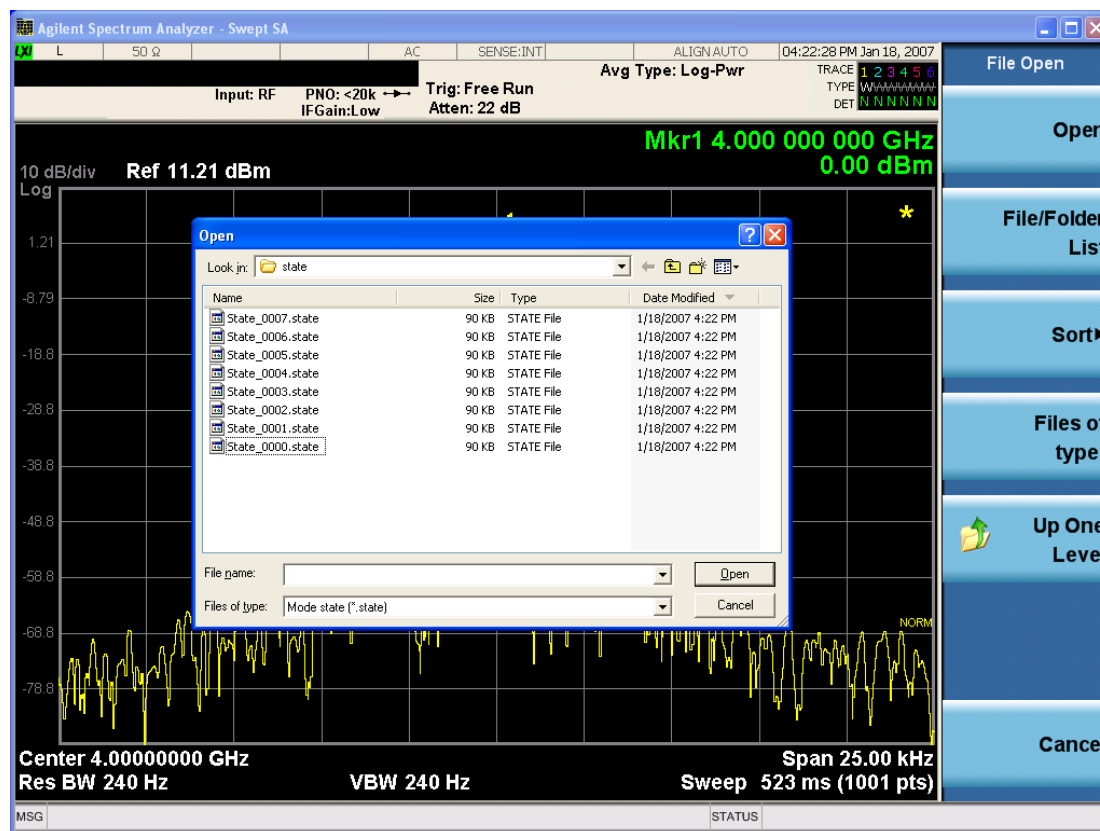 Agilent Spectrum Analyzer - Swept SA
LXI L 50 Ω AC SENSE:INT ALIGN AUTO 04:22:28 PM Jan 18, 2007
Input: RF PNO: <20k Trig: Free Run Avg Type: Log-Pwr TRACE 1 2 3 4 5 6
IFGain:Low Atten: 22 dB TYPE WWWWWW
DET N N N N N N
Mkr1 4.000 000 000 GHz
0.00 dBm
10 dB/div Ref 11.21 dBm
Log
1.21
-8.79
-18.8
-28.8
-38.8
-48.8
-58.8
-68.8
-78.8
1
*
NORM
Open
Look in: state
Name Size Type Date Modified
State_0007.state 90 KB STATE File 1/18/2007 4:22 PM
State_0006.state 90 KB STATE File 1/18/2007 4:22 PM
State_0005.state 90 KB STATE File 1/18/2007 4:22 PM
State_0004.state 90 KB STATE File 1/18/2007 4:22 PM
State_0003.state 90 KB STATE File 1/18/2007 4:22 PM
State_0002.state 90 KB STATE File 1/18/2007 4:22 PM
State_0001.state 90 KB STATE File 1/18/2007 4:22 PM
State_0000.state 90 KB STATE File 1/18/2007 4:22 PM
File name: Open
Files of type: Mode state (*.state) Cancel
Center 4.00000000 GHz Span 25.00 kHz
Res BW 240 Hz VBW 240 Hz Sweep 523 ms (1001 pts)
MSG STATUS
File Open
Open
File/Folder
List
Sort
Files of
type
Up One
Level
Cancel